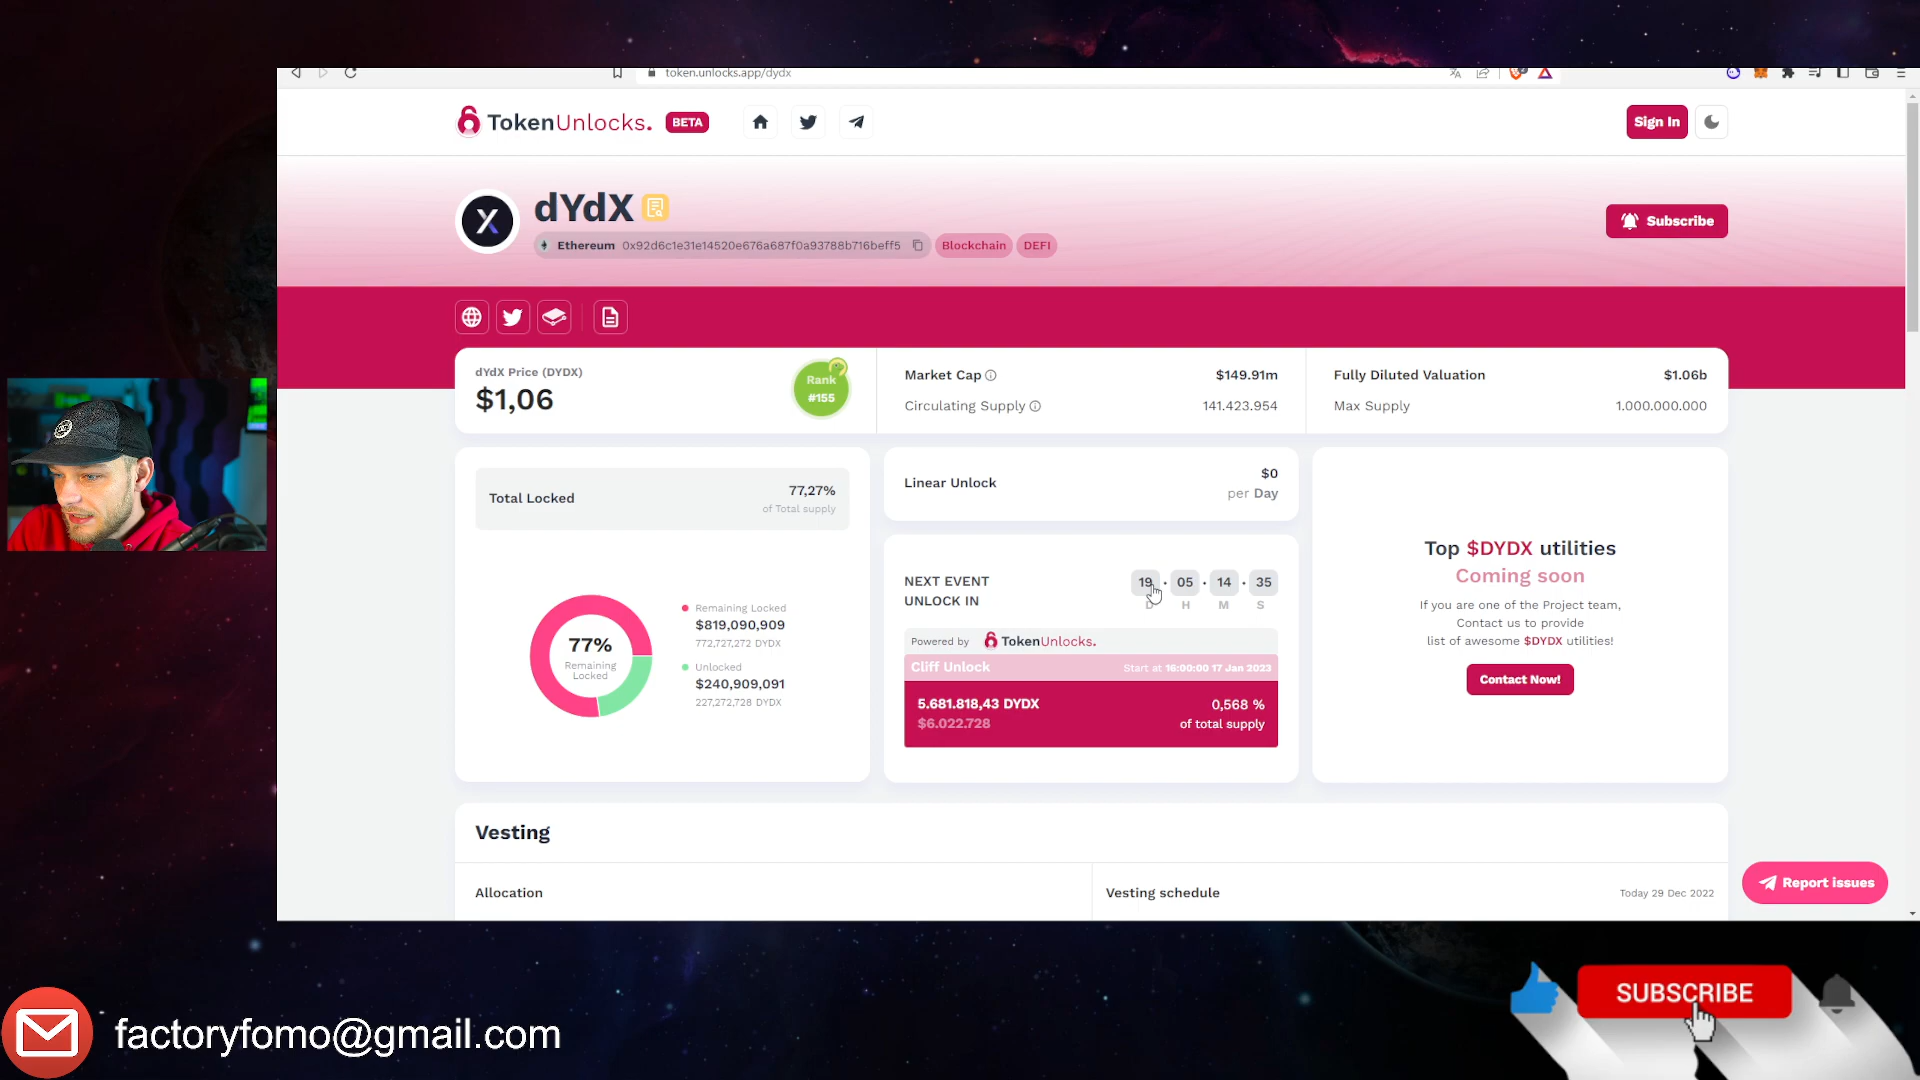 token.unlocks.app/dydx
TokenUnlocks. BETA
Sign In
dYdX
Ethereum 0x92d6c1e31e14520e676a687f0a93788b716beff5 Blockchain DEFI
Subscribe
dYdX Price (DYDX)
$1,06
Rank
#155
Market Cap $149.91m
Circulating Supply 141.423.954
Fully Diluted Valuation $1.06b
Max Supply 1.000.000.000
Total Locked 77,27%
of Total supply
77%
Remaining
Locked
Remaining Locked
$819,090,909
772,727,272 DYDX
Unlocked
$240,909,091
227,272,728 DYDX
Linear Unlock $0
per Day
NEXT EVENT
UNLOCK IN
19 · 05 · 14 · 35
D H M S
Powered by TokenUnlocks.
Cliff Unlock Start at 16:00:00 17 Jan 2023
5.681.818,43 DYDX 0,568 %
$6.022.728 of total supply
Top $DYDX utilities
Coming soon
If you are one of the Project team,
Contact us to provide
list of awesome $DYDX utilities!
Contact Now!
Vesting
Allocation
Vesting schedule Today 29 Dec 2022
Report issues
factoryfomo@gmail.com
SUBSCRIBE